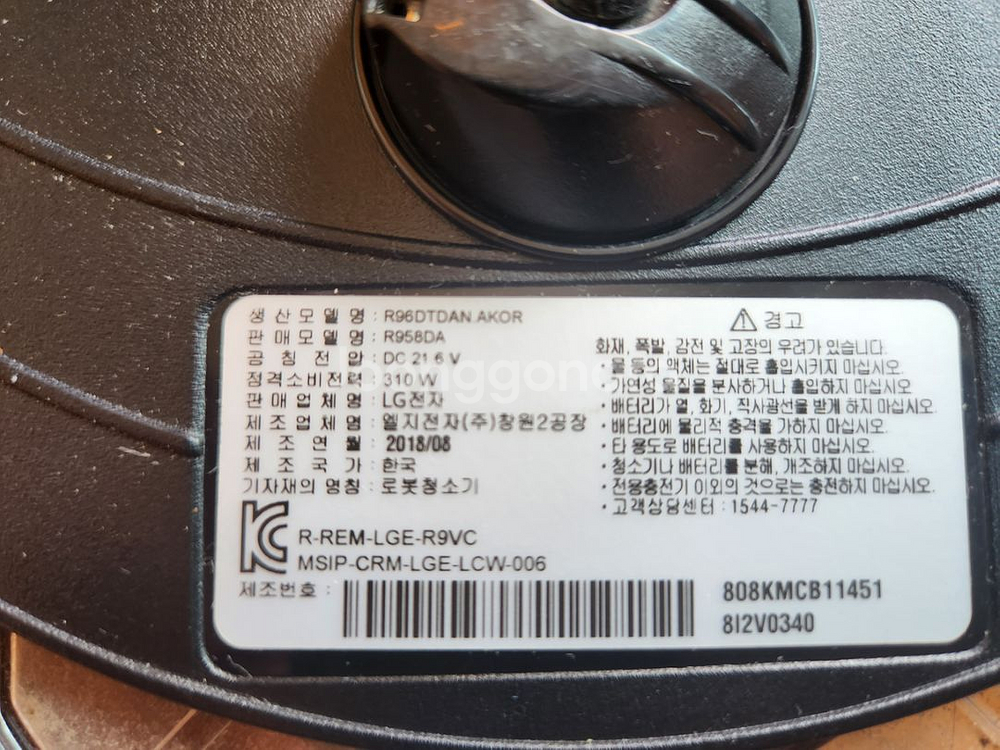 생산모델명 : R96DTDAN.AKOR
판매모델명 : R958DA
공칭전압 : DC 21.6 V
정격소비전력 : 310 W
판매업체명 : LG전자
제조업체명 : 엘지전자(주)창원2공장
제조연월 : 2018/08
제조국가 : 한국
기자재의 명칭 : 로봇청소기
R-REM-LGE-R9VC
MSIP-CRM-LGE-LCW-006
제조번호 :
808KMCB11451
8I2V0340
경고
화재, 폭발, 감전 및 고장의 우려가 있습니다.
· 물 등의 액체는 절대로 흡입시키지 마십시오.
· 가연성 물질을 분사하거나 흡입하지 마십시오.
· 배터리가 열, 화기, 직사광선을 받게 하지 마십시오.
· 배터리에 물리적 충격을 가하지 마십시오.
· 타 용도로 배터리를 사용하지 마십시오.
· 청소기나 배터리를 분해, 개조하지 마십시오.
· 전용충전기 이외의 것으로는 충전하지 마십시오.
· 고객상담센터 : 1544-7777